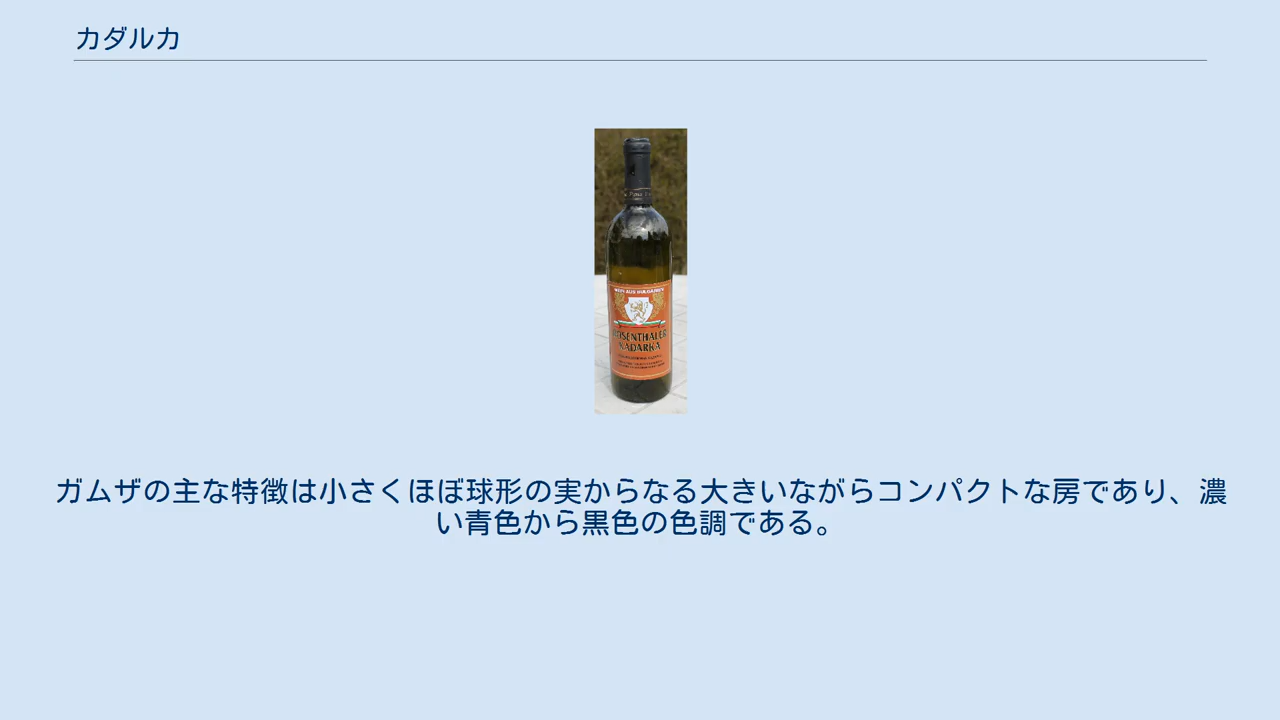 カダルカ
ROSENTHALER
KADARKA
ガムザの主な特徴は小さくほぼ球形の実からなる大きいながらコンパクトな房であり、濃
い青色から黒色の色調である。